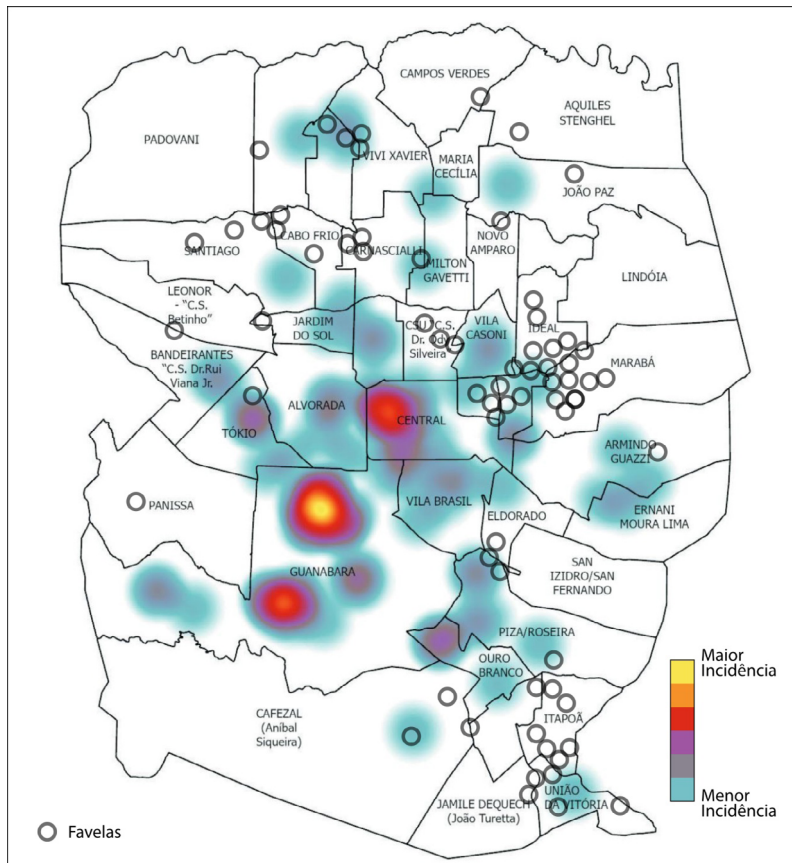 CAMPOS VERDES
AQUILES
STENGHEL
PADOVANI
VIVI XAVIER
MARIA
CECÍLIA
JOÃO PAZ
SANTIAGO
CABO FRIO
CARNASCIALLI
MILTON
GAVETTI
NOVO
AMPARO
LINDÓIA
LEONOR
- "C.S.
Betinho"
JARDIM
DO SOL
CSU "C.S.
Dr. Ody
Silveira"
VILA
CASONI
IDEAL
MARABÁ
BANDEIRANTES
"C.S. Dr.Rui
Viana Jr.
ALVORADA
TÓKIO
CENTRAL
ARMINDO
GUAZZI
PANISSA
VILA BRASIL
ELDORADO
ERNANI
MOURA LIMA
GUANABARA
SAN
IZIDRO/SAN
FERNANDO
PIZA/ROSEIRA
OURO
BRANCO
Maior
Incidência
CAFEZAL
(Aníbal
Siqueira)
ITAPOÃ
JAMILE DEQUECH
(João Turetta)
UNIÃO
DA VITÓRIA
Menor
Incidência
Favelas